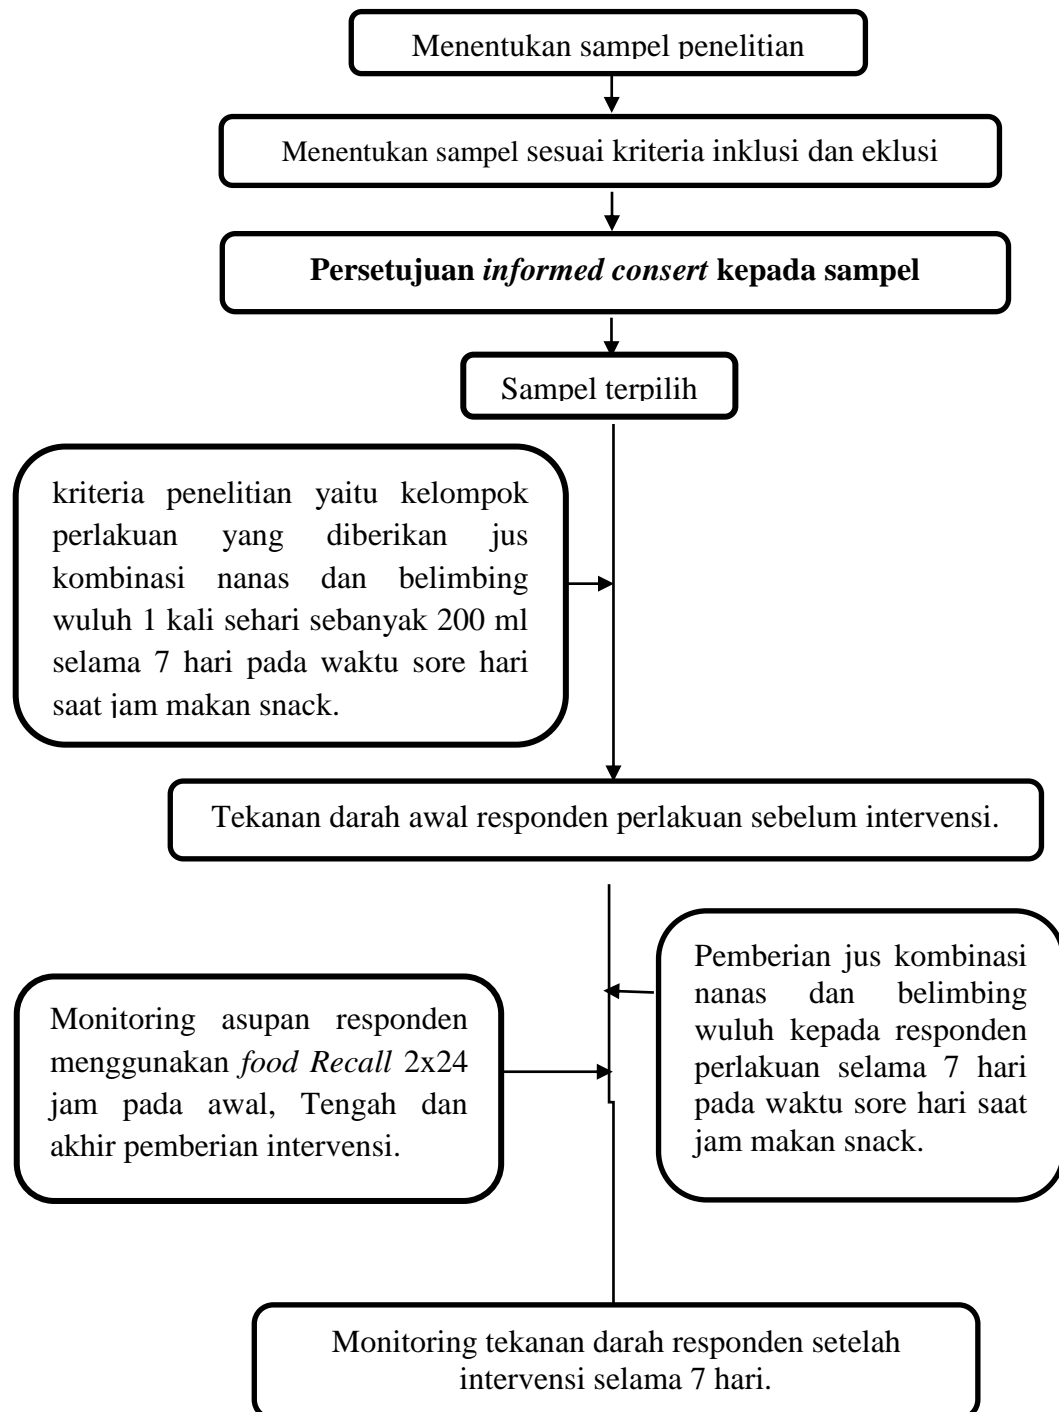 Menentukan sampel penelitian
Menentukan sampel sesuai kriteria inklusi dan eklusi
Persetujuan informed consert kepada sampel
Sampel terpilih
kriteria penelitian yaitu kelompok
perlakuan yang diberikan jus
kombinasi nanas dan belimbing
wuluh 1 kali sehari sebanyak 200 ml
selama 7 hari pada waktu sore hari
saat jam makan snack.
Tekanan darah awal responden perlakuan sebelum intervensi.
Pemberian jus kombinasi
nanas dan belimbing
wuluh kepada responden
perlakuan selama 7 hari
pada waktu sore hari saat
jam makan snack.
Monitoring asupan responden
menggunakan food Recall 2x24
jam pada awal, Tengah dan
akhir pemberian intervensi.
Monitoring tekanan darah responden setelah
intervensi selama 7 hari.